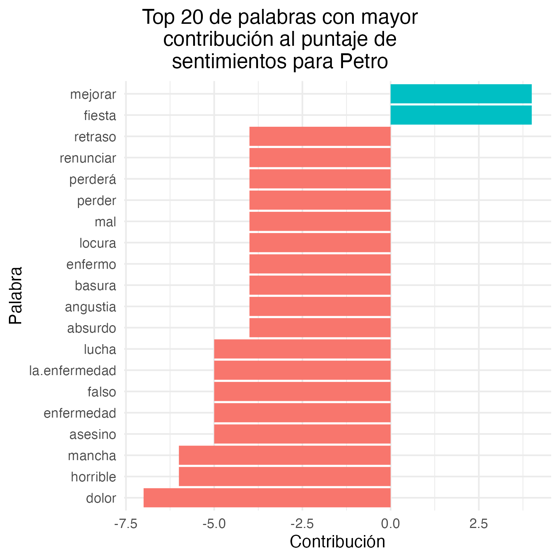 Top 20 de palabras con mayor
contribución al puntaje de
sentimientos para Petro
Palabra
mejorar
fiesta
retraso
renunciar
perderá
perder
mal
locura
enfermo
basura
angustia
absurdo
lucha
la.enfermedad
falso
enfermedad
asesino
mancha
horrible
dolor
-7.5 -5.0 -2.5 0.0 2.5
Contribución